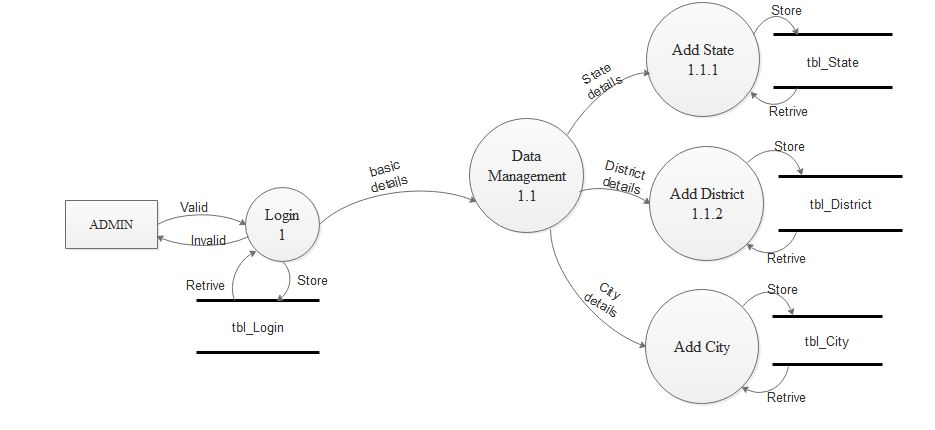 Store
Add State
1.1.1
tbl_State
Retrive
State
details
Data
Management
1.1
basic
details
District
details
Store
Add District
1.1.2
tbl_District
Retrive
ADMIN
Valid
Invalid
Login
1
Retrive
Store
tbl_Login
City
details
Store
Add City
tbl_City
Retrive